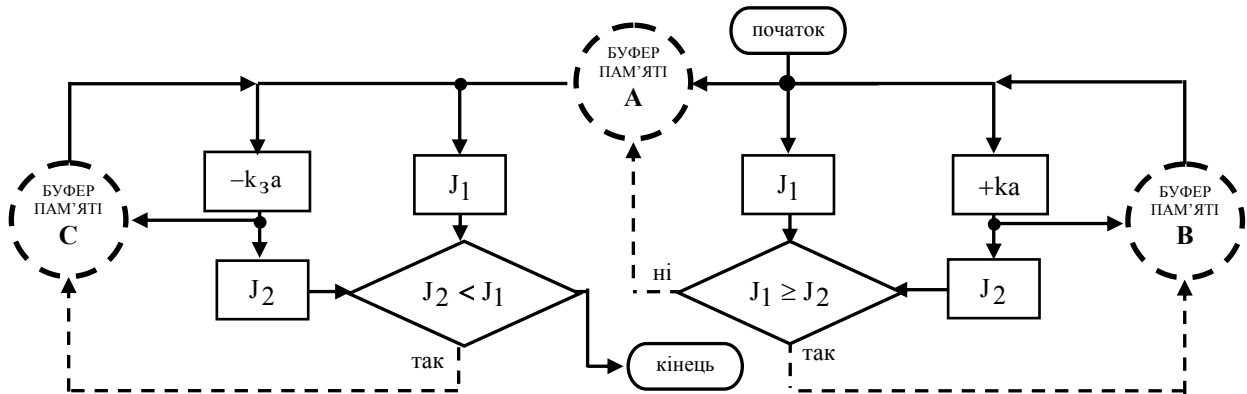 початок
БУФЕР
ПАМ’ЯТІ
A
–kзa
J1
J1
+ka
БУФЕР
ПАМ’ЯТІ
C
БУФЕР
ПАМ’ЯТІ
B
ні
J2
J2 < J1
J1 ≥ J2
J2
так
кінець
так